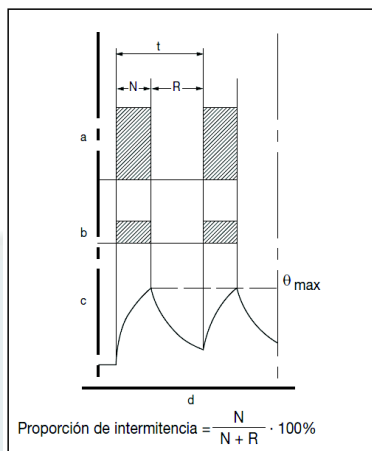 t
N R
a
b
c
θ max
d
Proporción de intermitencia = N / N + R · 100%